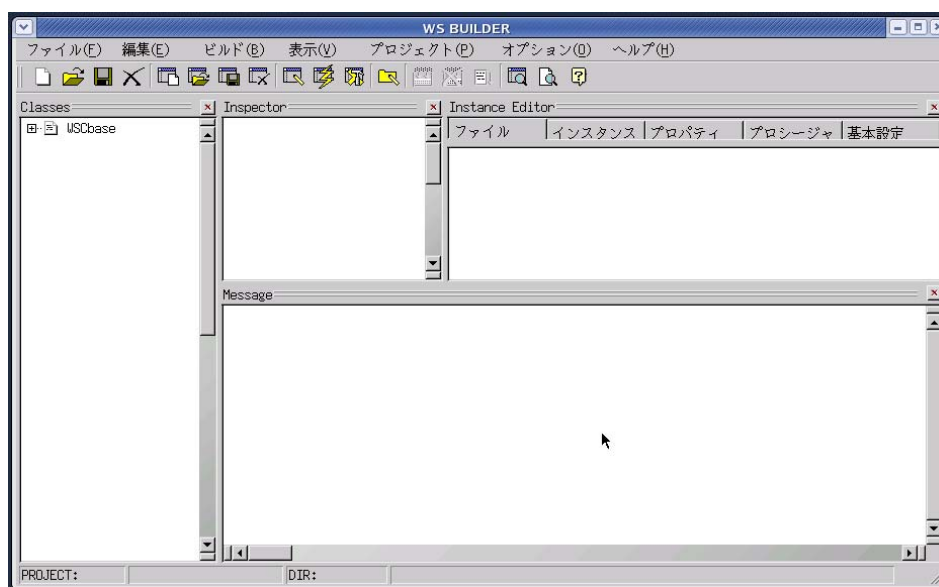 WS BUILDER
ファイル(F) 編集(E) ビルド(B) 表示(V) プロジェクト(P) オプション(O) ヘルプ(H)
Classes Inspector Instance Editor
WSCbase
ファイル インスタンス プロパティ プロシージャ 基本設定
Message
PROJECT: DIR: